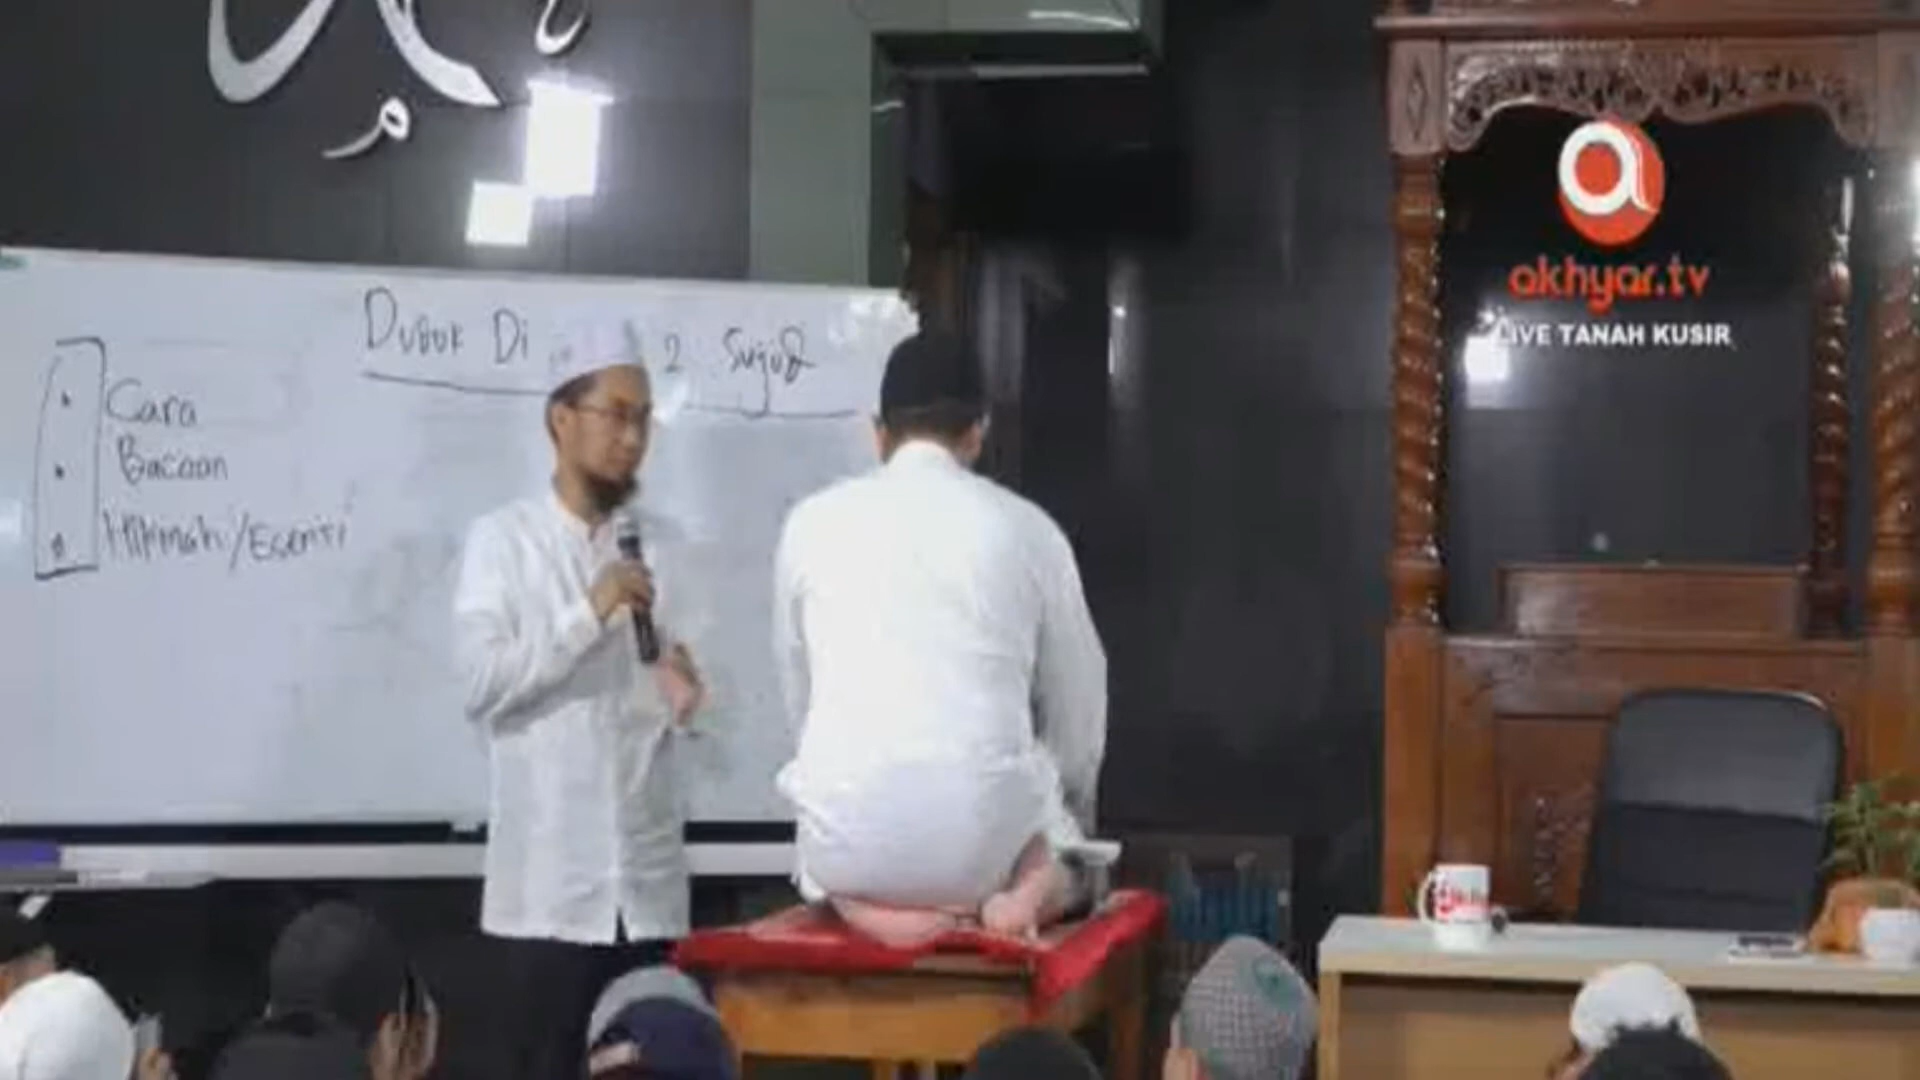 Duduk Di 2 Sujud
Cara
Bacaan
Hikmah/Esensi
akhyar.tv
LIVE TANAH KUSIR